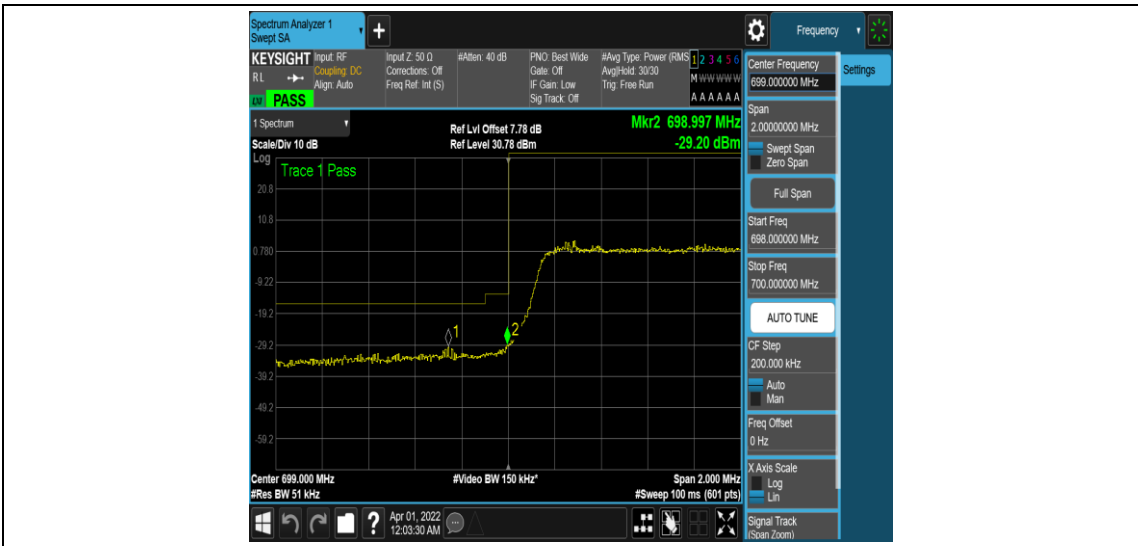 Spectrum Analyzer 1
Swept SA
+
Frequency
KEYSIGHT
RL
PASS
Input: RF
Coupling: DC
Align: Auto
Input Z: 50 Ω
Corrections: Off
Freq Ref: Int (S)
#Atten: 40 dB
PNO: Best Wide
Gate: Off
IF Gain: Low
Sig Track: Off
#Avg Type: Power (RMS
Avg|Hold: 30/30
Trig: Free Run
1 2 3 4 5 6
M W W W W W
A A A A A A
1 Spectrum
Scale/Div 10 dB
Ref Lvl Offset 7.78 dB
Ref Level 30.78 dBm
Mkr2 698.997 MHz
-29.20 dBm
Log
Trace 1 Pass
20.8
10.8
0.780
-9.22
-19.2
-29.2
-39.2
-49.2
-59.2
1
2
Center 699.000 MHz
#Res BW 51 kHz
#Video BW 150 kHz*
Span 2.000 MHz
#Sweep 100 ms (601 pts)
Center Frequency
699.000000 MHz
Settings
Span
2.00000000 MHz
Swept Span
Zero Span
Full Span
Start Freq
698.000000 MHz
Stop Freq
700.000000 MHz
AUTO TUNE
CF Step
200.000 kHz
Auto
Man
Freq Offset
0 Hz
X Axis Scale
Log
Lin
Signal Track
(Span Zoom)
?
Apr 01, 2022
12:03:30 AM